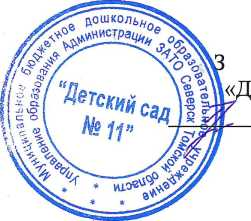 Муниципальное бюджетное дошкольное образовательное учреждение
Управление образования Администрации ЗАТО Северск Томской области
"Детский сад
№ 11"
З
«Д